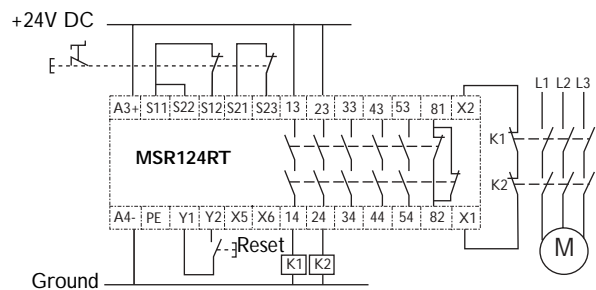 +24V DC
A3+ S11 S22 S12 S21 S23 13 23 33 43 53 81 X2
L1 L2 L3
K1
MSR124RT
K2
A4- PE Y1 Y2 X5 X6 14 24 34 44 54 82 X1
Reset
K1 K2
M
Ground